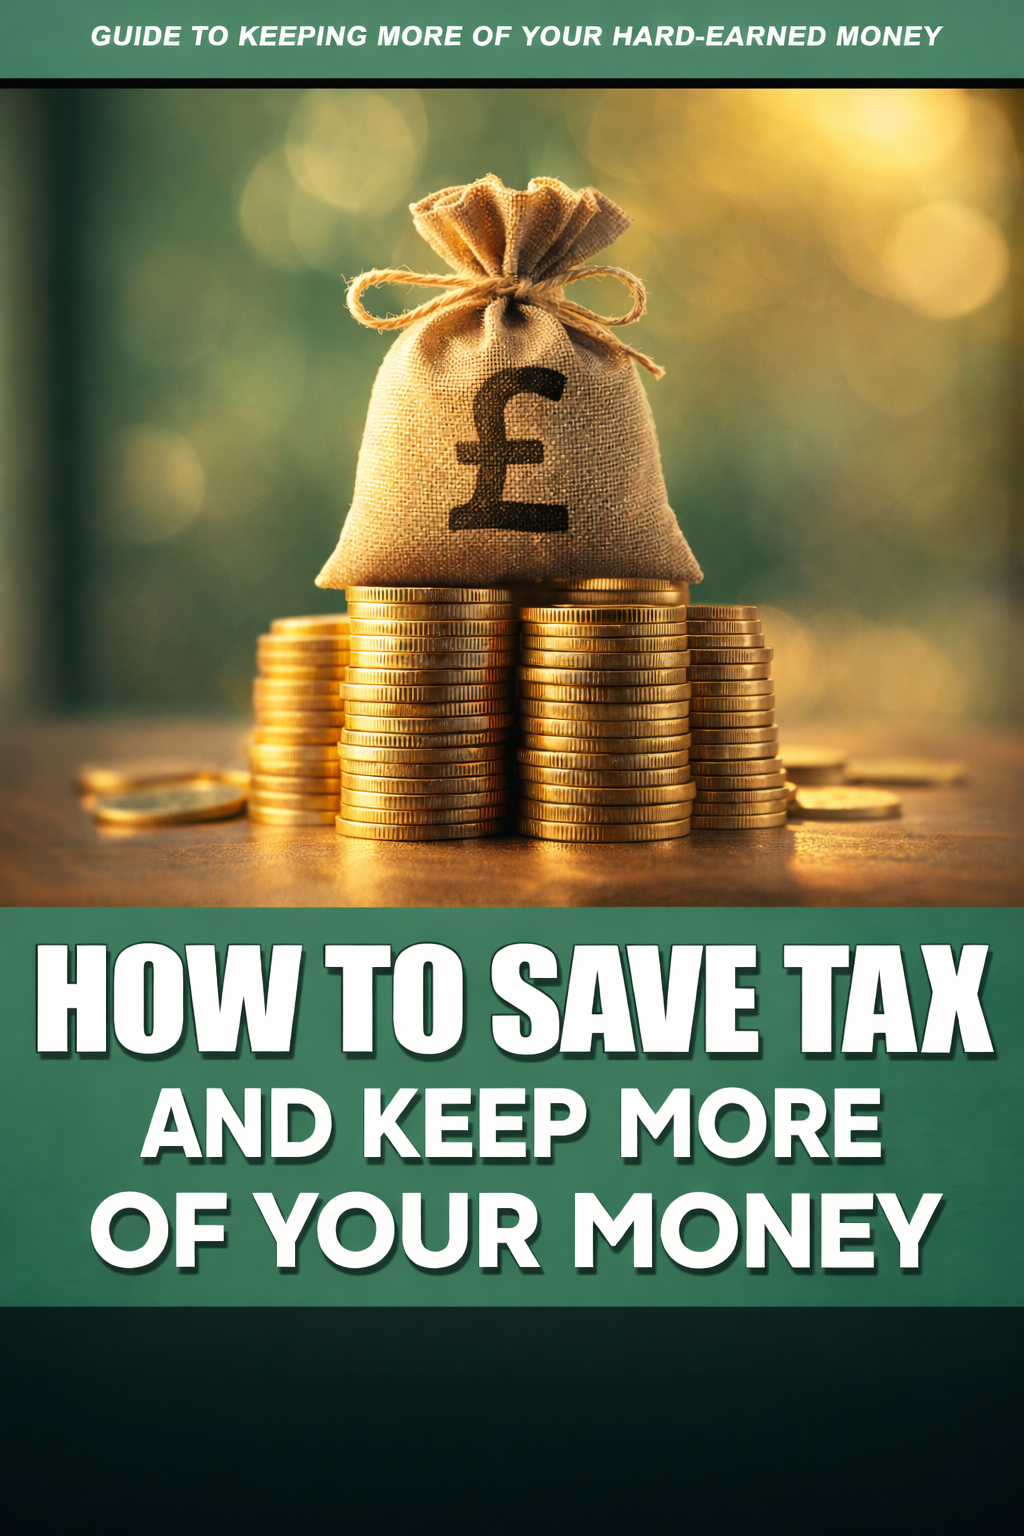 GUIDE TO KEEPING MORE OF YOUR HARD-EARNED MONEY
£
HOW TO SAVE TAX
AND KEEP MORE
OF YOUR MONEY